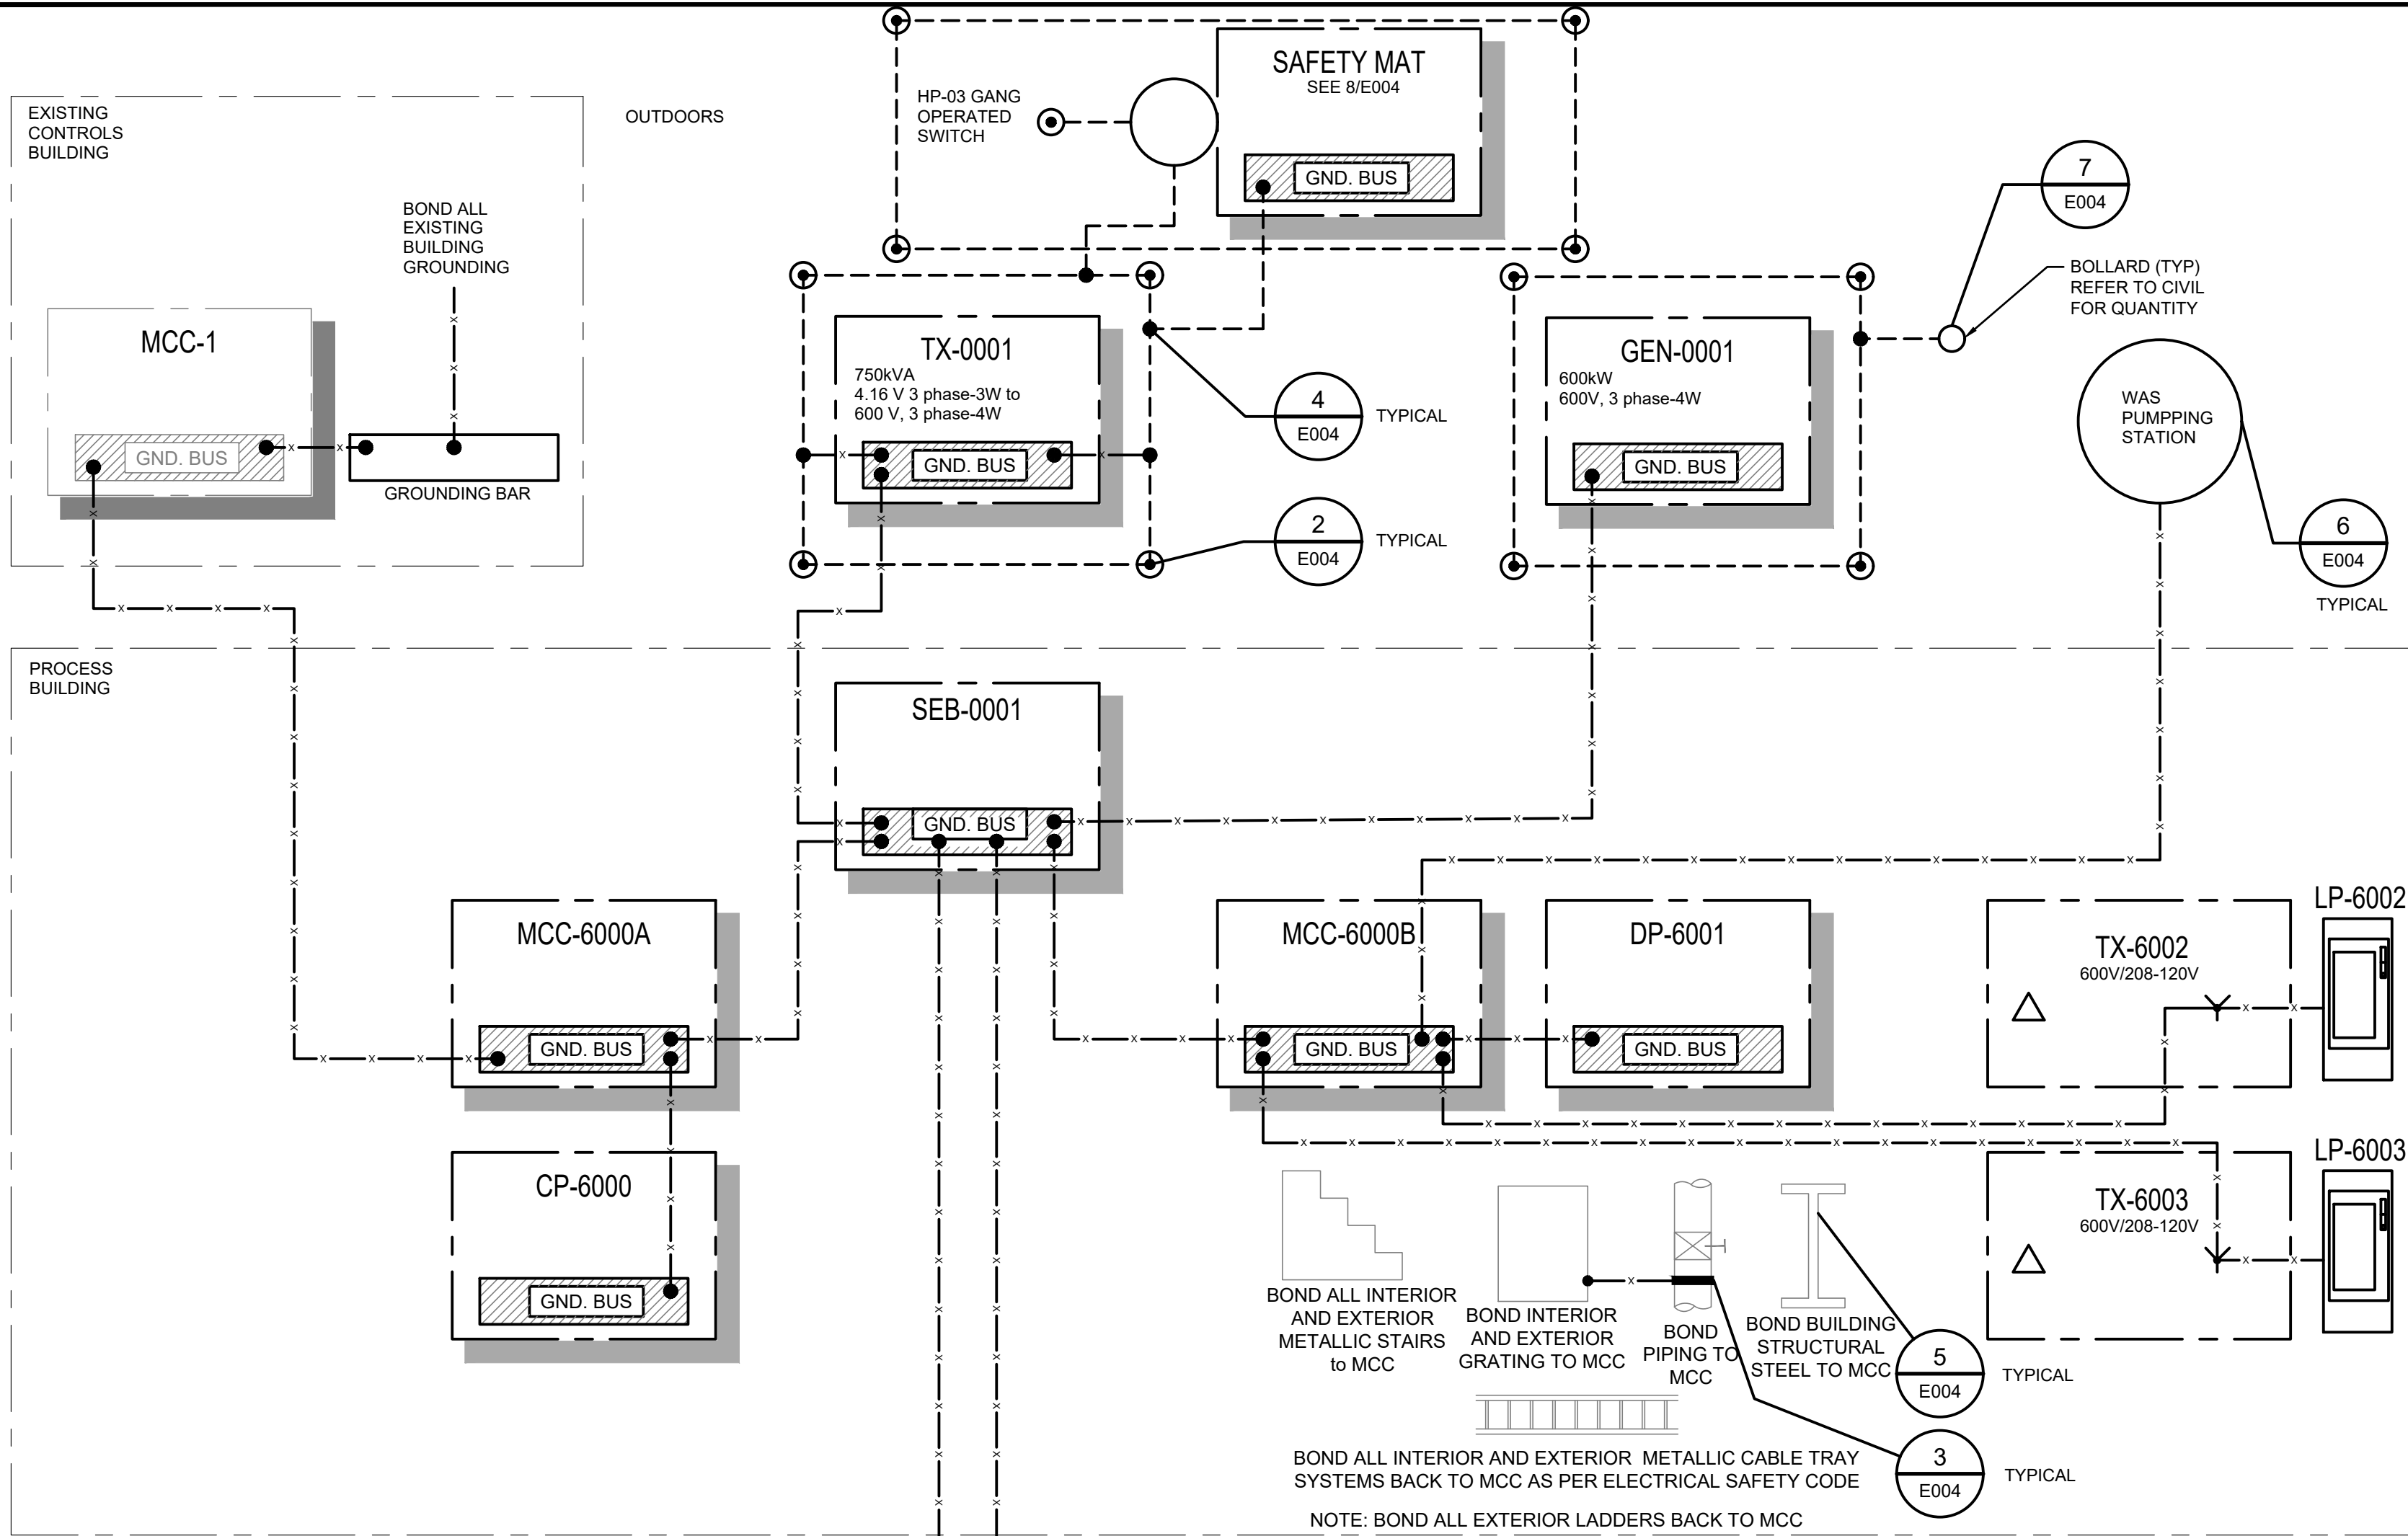 EXISTING
CONTROLS
BUILDING
OUTDOORS
HP-03 GANG
OPERATED
SWITCH
SAFETY MAT
SEE 8/E004
GND. BUS
7
E004
BOLLARD (TYP)
REFER TO CIVIL
FOR QUANTITY
BOND ALL
EXISTING
BUILDING
GROUNDING
MCC-1
GND. BUS
GROUNDING BAR
TX-0001
750kVA
4.16 V 3 phase-3W to
600 V, 3 phase-4W
GND. BUS
4
E004
TYPICAL
2
E004
TYPICAL
GEN-0001
600kW
600V, 3 phase-4W
GND. BUS
WAS
PUMPPING
STATION
6
E004
TYPICAL
PROCESS
BUILDING
SEB-0001
GND. BUS
MCC-6000A
GND. BUS
MCC-6000B
GND. BUS
DP-6001
GND. BUS
TX-6002
600V/208-120V
LP-6002
CP-6000
GND. BUS
TX-6003
600V/208-120V
LP-6003
BOND ALL INTERIOR
AND EXTERIOR
METALLIC STAIRS
to MCC
BOND INTERIOR
AND EXTERIOR
GRATING TO MCC
BOND
PIPING TO
MCC
BOND BUILDING
STRUCTURAL
STEEL TO MCC
5
E004
TYPICAL
BOND ALL INTERIOR AND EXTERIOR METALLIC CABLE TRAY
SYSTEMS BACK TO MCC AS PER ELECTRICAL SAFETY CODE
3
E004
TYPICAL
NOTE: BOND ALL EXTERIOR LADDERS BACK TO MCC